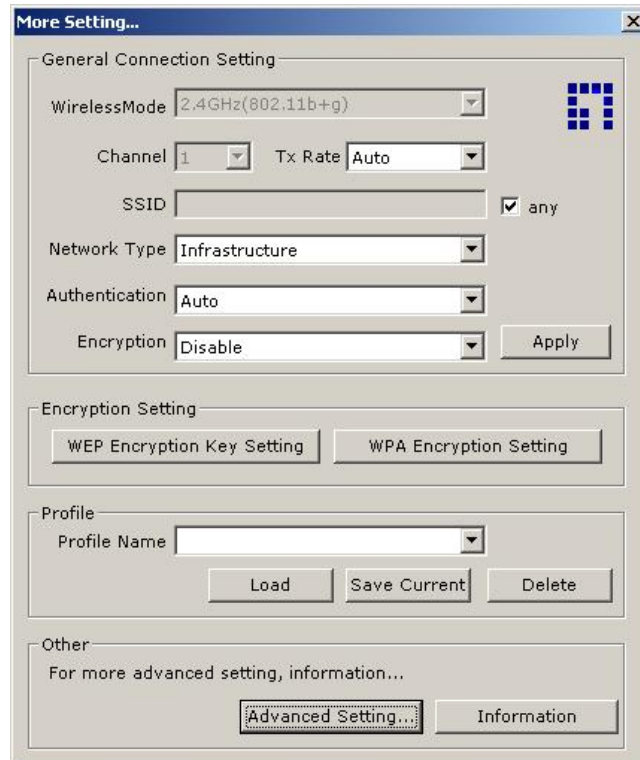 More Setting...
General Connection Setting
WirelessMode 2.4GHz(802.11b+g)
Channel 1 Tx Rate Auto
SSID any
Network Type Infrastructure
Authentication Auto
Encryption Disable Apply
Encryption Setting
WEP Encryption Key Setting WPA Encryption Setting
Profile
Profile Name
Load Save Current Delete
Other
For more advanced setting, information...
Advanced Setting... Information